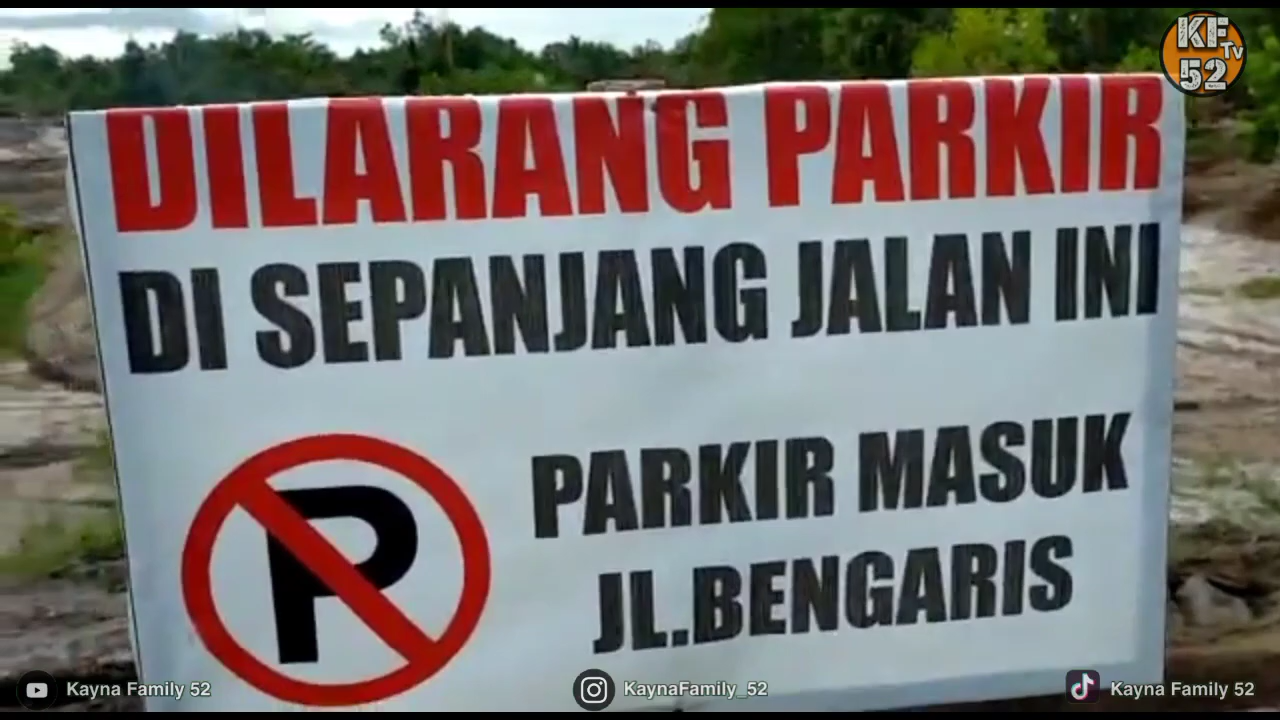 KF
TV
52
DILARANG PARKIR
DI SEPANJANG JALAN INI
P
PARKIR MASUK
JL.BENGARIS
Kayna Family 52
KaynaFamily_52
Kayna Family 52